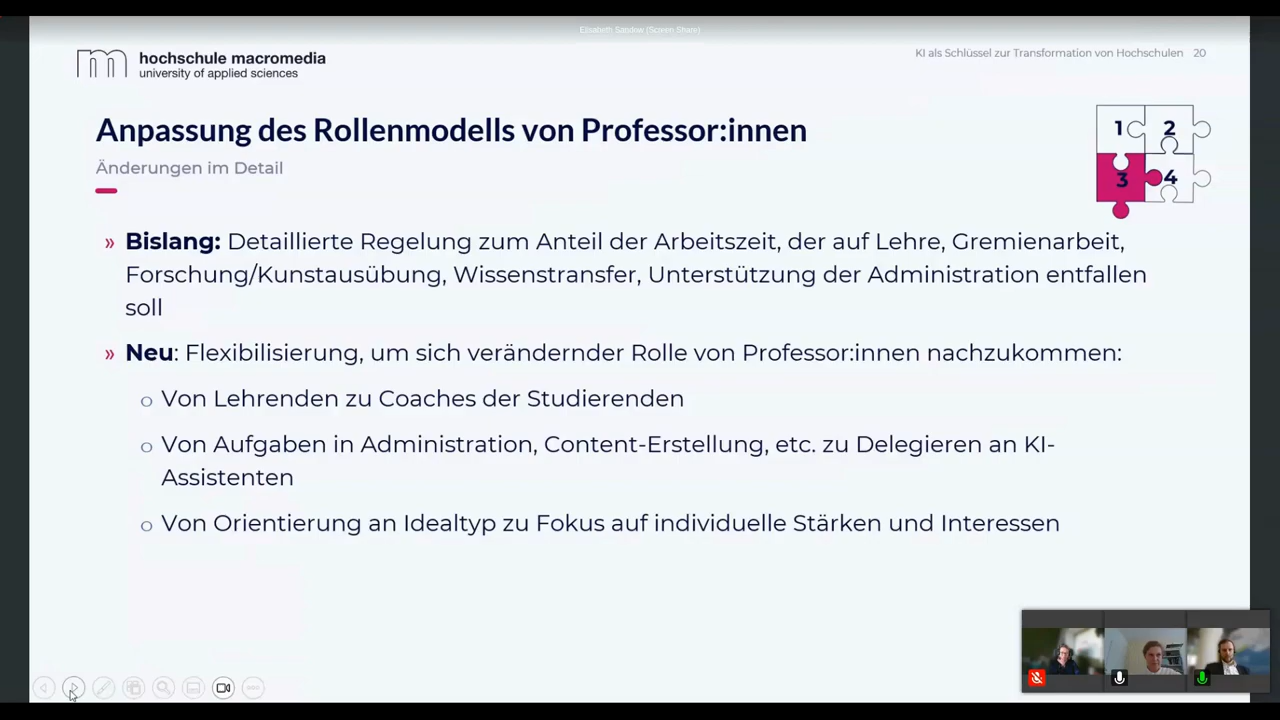 Elisabeth Sandow (Screen Share)
hochschule macromedia
university of applied sciences
KI als Schlüssel zur Transformation von Hochschulen 20
Anpassung des Rollenmodells von Professor:innen
Änderungen im Detail
1 2
3 4
» Bislang: Detaillierte Regelung zum Anteil der Arbeitszeit, der auf Lehre, Gremienarbeit,
Forschung/Kunstausübung, Wissenstransfer, Unterstützung der Administration entfallen
soll
» Neu: Flexibilisierung, um sich verändernder Rolle von Professor:innen nachzukommen:
o Von Lehrenden zu Coaches der Studierenden
o Von Aufgaben in Administration, Content-Erstellung, etc. zu Delegieren an KI-
Assistenten
o Von Orientierung an Idealtyp zu Fokus auf individuelle Stärken und Interessen